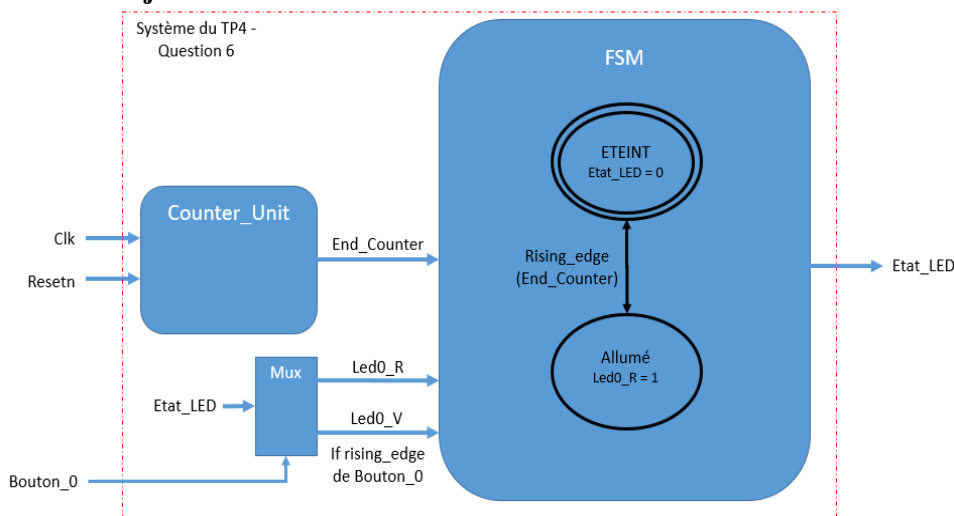 Système du TP4 -
Question 6
FSM
ETEINT
Etat_LED = 0
Counter_Unit
Clk
End_Counter
Rising_edge
(End_Counter)
Etat_LED
Resetn
Allumé
Led0_R = 1
Mux
Led0_R
Etat_LED
Led0_V
If rising_edge
de Bouton_0
Bouton_0